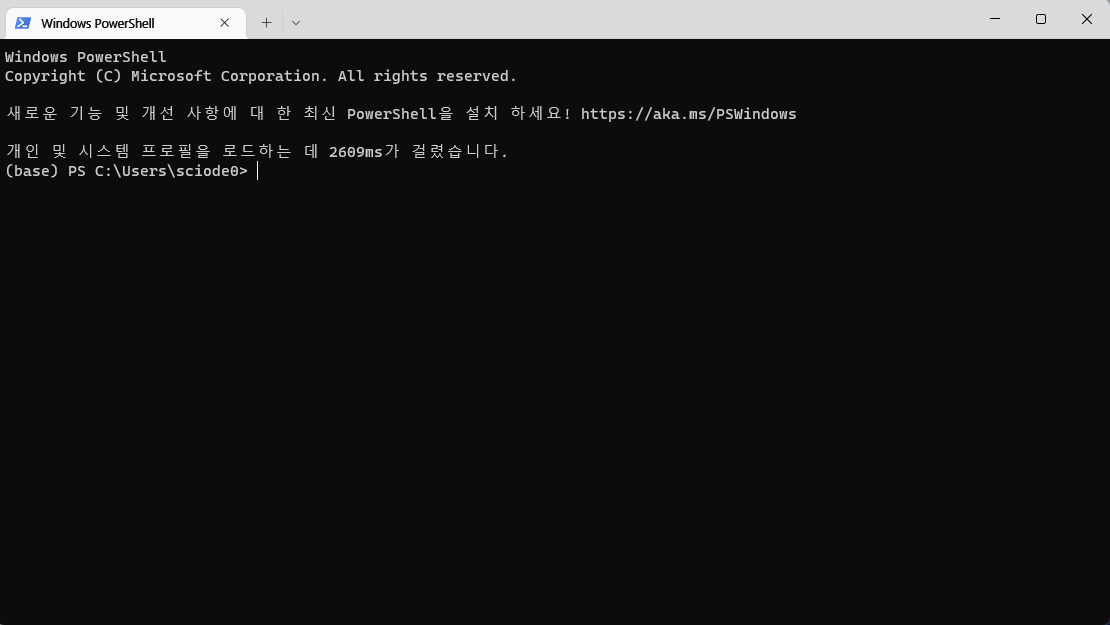 Windows PowerShell
Windows PowerShell
Copyright (C) Microsoft Corporation. All rights reserved.
새로운 기능 및 개선 사항에 대 한 최신 PowerShell을 설치 하세요! https://aka.ms/PSWindows
개인 및 시스템 프로필을 로드하는 데 2609ms가 걸렸습니다.
(base) PS C:\Users\sciode0>